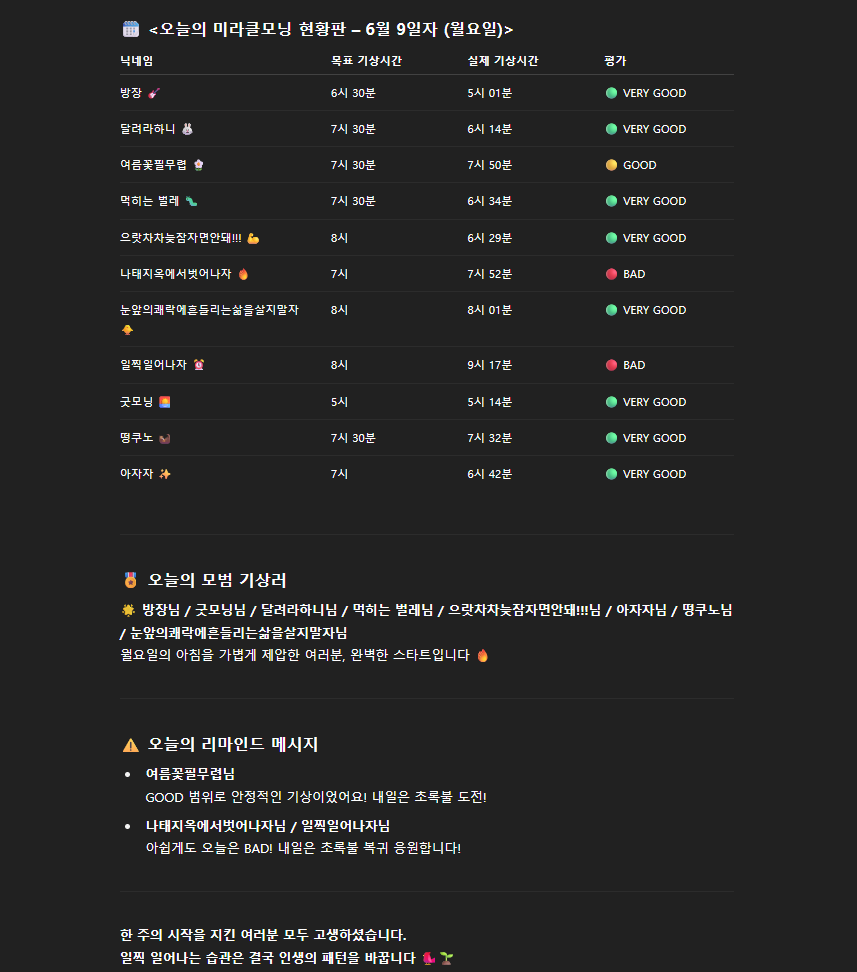 🗓️ <오늘의 미라클모닝 현황판 – 6월 9일자 (월요일)>
닉네임 목표 기상시간 실제 기상시간 평가
방장 🎸 6시 30분 5시 01분 🟢 VERY GOOD
달려라하니 🐰 7시 30분 6시 14분 🟢 VERY GOOD
여름꽃필무렵 🌸 7시 30분 7시 50분 🟡 GOOD
먹히는 벌레 🐛 7시 30분 6시 34분 🟢 VERY GOOD
으랏차차늦잠자면안돼!!! 💪 8시 6시 29분 🟢 VERY GOOD
나태지옥에서벗어나자 🔥 7시 7시 52분 🔴 BAD
눈앞의쾌락에흔들리는삶을살지말자 8시 8시 01분 🟢 VERY GOOD
🐥
일찍일어나자 ⏰ 8시 9시 17분 🔴 BAD
굿모닝 🌅 5시 5시 14분 🟢 VERY GOOD
떵쿠노 🦦 7시 30분 7시 32분 🟢 VERY GOOD
아자자 ✨ 7시 6시 42분 🟢 VERY GOOD
🏅 오늘의 모범 기상러
🌟 방장님 / 굿모닝님 / 달려라하니님 / 먹히는 벌레님 / 으랏차차늦잠자면안돼!!!님 / 아자자님 / 떵쿠노님
/ 눈앞의쾌락에흔들리는삶을살지말자님
월요일의 아침을 가볍게 제압한 여러분, 완벽한 스타트입니다 🔥
⚠️ 오늘의 리마인드 메시지
• 여름꽃필무렵님
GOOD 범위로 안정적인 기상이었어요! 내일은 초록불 도전!
• 나태지옥에서벗어나자님 / 일찍일어나자님
아쉽게도 오늘은 BAD! 내일은 초록불 복귀 응원합니다!
한 주의 시작을 지킨 여러분 모두 고생하셨습니다.
일찍 일어나는 습관은 결국 인생의 패턴을 바꿉니다 🐦🌱